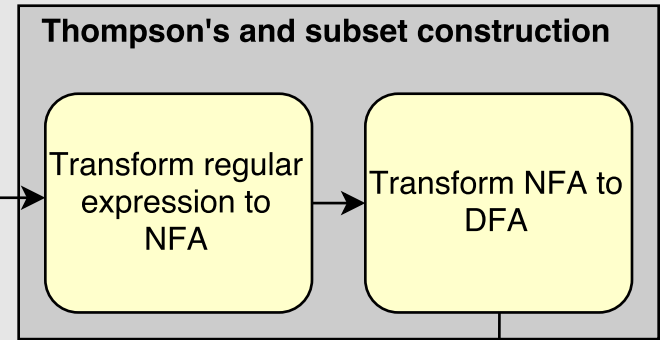 Thompson's and subset construction
Transform regular
expression to
NFA
Transform NFA to
DFA